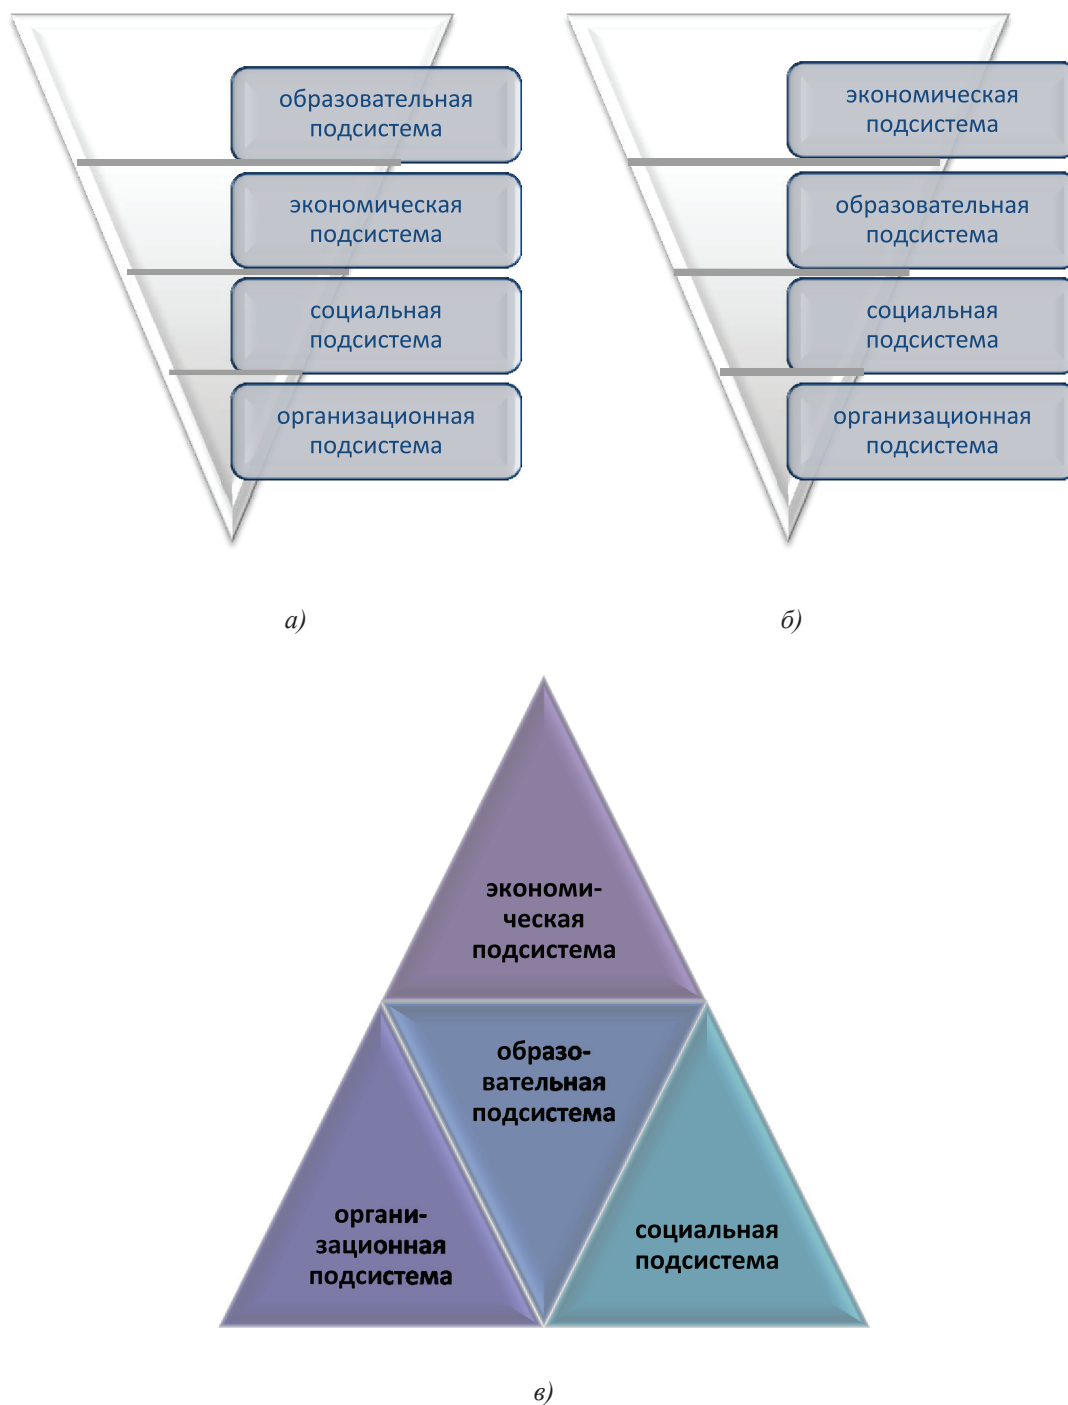 образовательная
подсистема
экономическая
подсистема
социальная
подсистема
организационная
подсистема
а)
экономическая
подсистема
образовательная
подсистема
социальная
подсистема
организационная
подсистема
б)
экономи-
ческая
подсистема
образо-
вательная
подсистема
органи-
зационная
подсистема
социальная
подсистема
в)